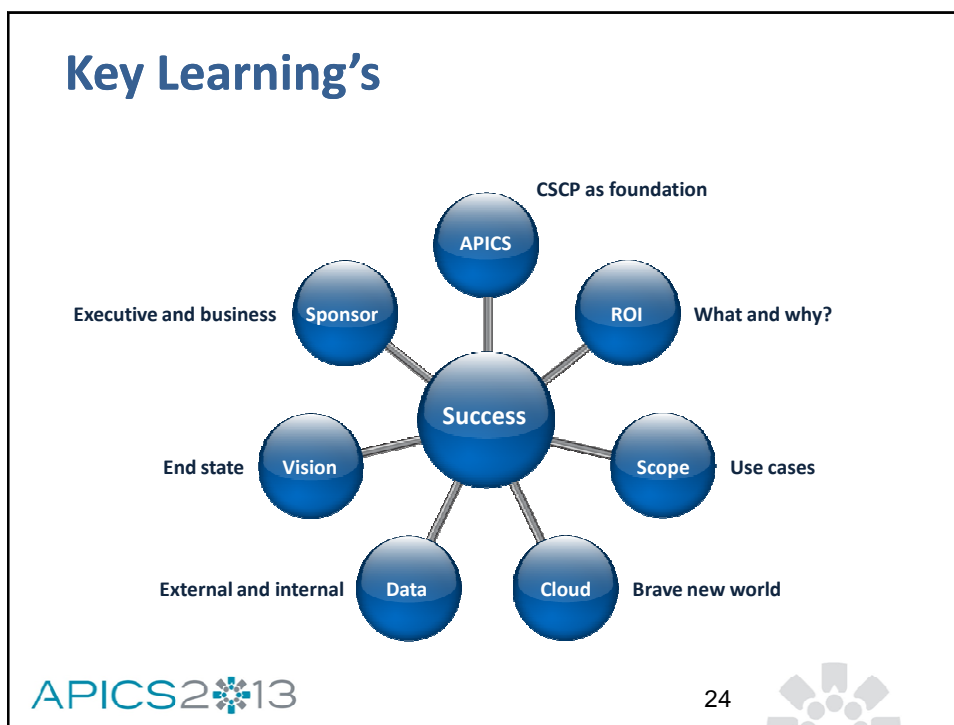 Key Learning's
CSCP as foundation
APICS
Executive and business
Sponsor
ROI
What and why?
Success
End state
Vision
Scope
Use cases
External and internal
Data
Cloud
Brave new world
APICS2013
24